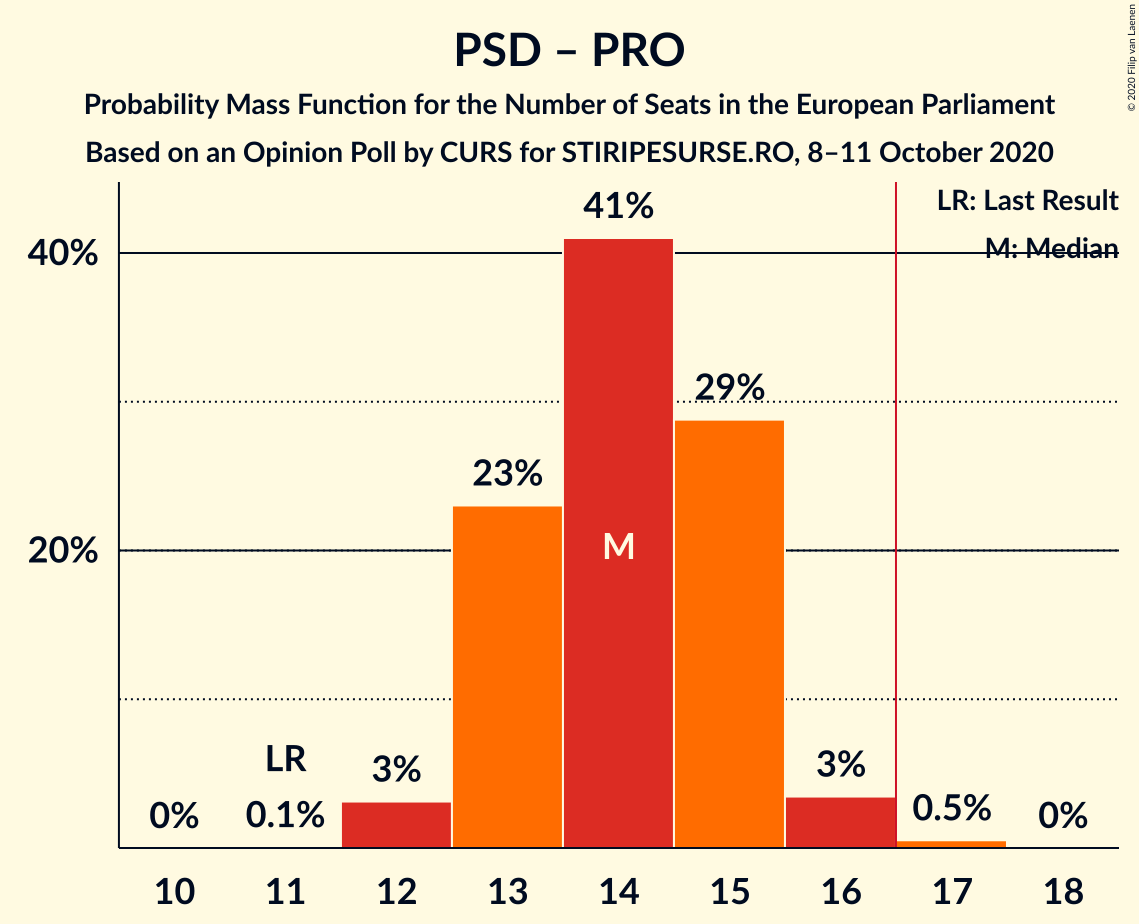 PSD – PRO
Probability Mass Function for the Number of Seats in the European Parliament
Based on an Opinion Poll by CURS for STIRIPESURSE.RO, 8–11 October 2020
© 2020 Filip van Laenen
LR: Last Result
M: Median
41%
40%
29%
23%
20%
M
LR
3%
3%
0%
0.1%
0.5%
0%
10 11 12 13 14 15 16 17 18